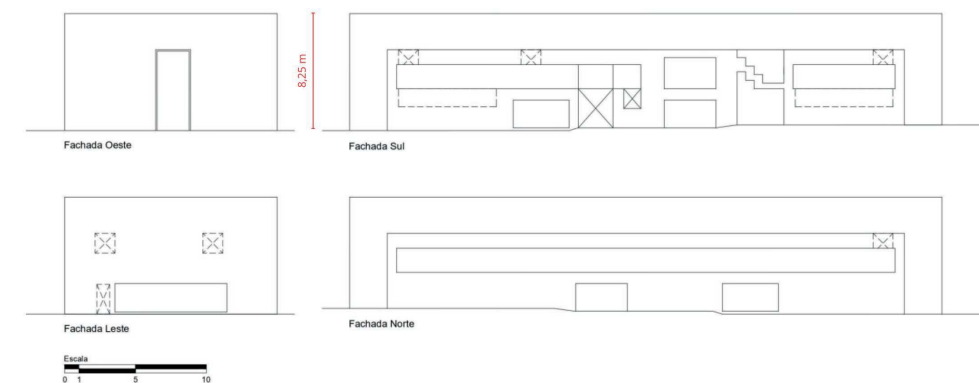 8,25 m
Fachada Oeste
Fachada Sul
Fachada Leste
Fachada Norte
Escala
0 1 5 10